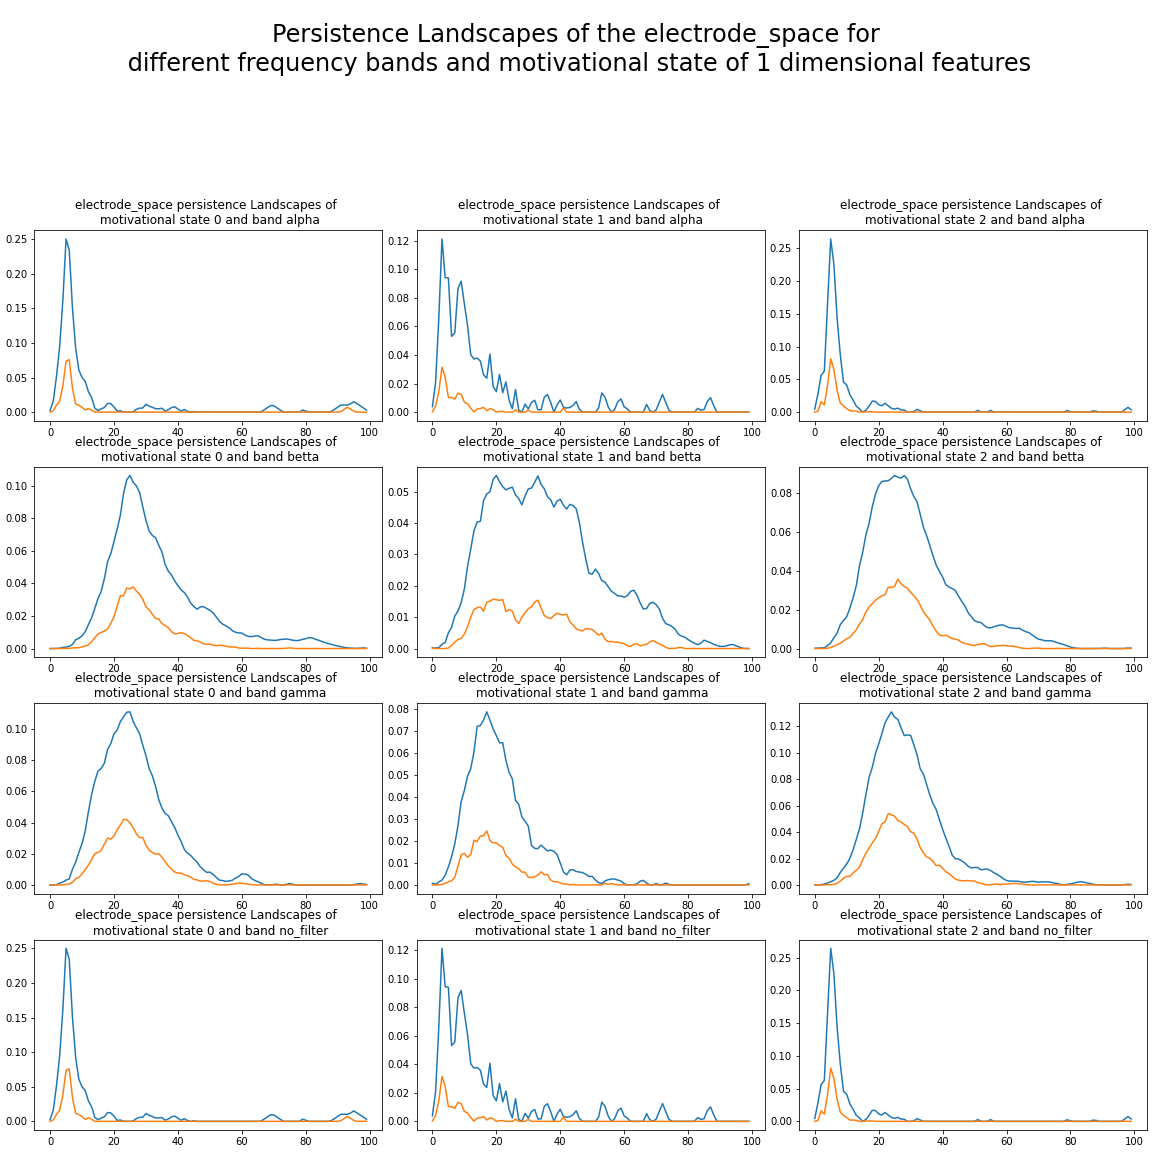 Persistence Landscapes of the electrode_space for
different frequency bands and motivational state of 1 dimensional features
electrode_space persistence Landscapes of
motivational state 0 and band alpha
0.25
0.20
0.15
0.10
0.05
0.00
0 20 40 60 80 100
electrode_space persistence Landscapes of
motivational state 1 and band alpha
0.12
0.10
0.08
0.06
0.04
0.02
0.00
0 20 40 60 80 100
electrode_space persistence Landscapes of
motivational state 2 and band alpha
0.25
0.20
0.15
0.10
0.05
0.00
0 20 40 60 80 100
electrode_space persistence Landscapes of
motivational state 0 and band betta
0.10
0.08
0.06
0.04
0.02
0.00
0 20 40 60 80 100
electrode_space persistence Landscapes of
motivational state 1 and band betta
0.05
0.04
0.03
0.02
0.01
0.00
0 20 40 60 80 100
electrode_space persistence Landscapes of
motivational state 2 and band betta
0.08
0.06
0.04
0.02
0.00
0 20 40 60 80 100
electrode_space persistence Landscapes of
motivational state 0 and band gamma
0.10
0.08
0.06
0.04
0.02
0.00
0 20 40 60 80 100
electrode_space persistence Landscapes of
motivational state 1 and band gamma
0.08
0.07
0.06
0.05
0.04
0.03
0.02
0.01
0.00
0 20 40 60 80 100
electrode_space persistence Landscapes of
motivational state 2 and band gamma
0.12
0.10
0.08
0.06
0.04
0.02
0.00
0 20 40 60 80 100
electrode_space persistence Landscapes of
motivational state 0 and band no_filter
0.25
0.20
0.15
0.10
0.05
0.00
0 20 40 60 80 100
electrode_space persistence Landscapes of
motivational state 1 and band no_filter
0.12
0.10
0.08
0.06
0.04
0.02
0.00
0 20 40 60 80 100
electrode_space persistence Landscapes of
motivational state 2 and band no_filter
0.25
0.20
0.15
0.10
0.05
0.00
0 20 40 60 80 100